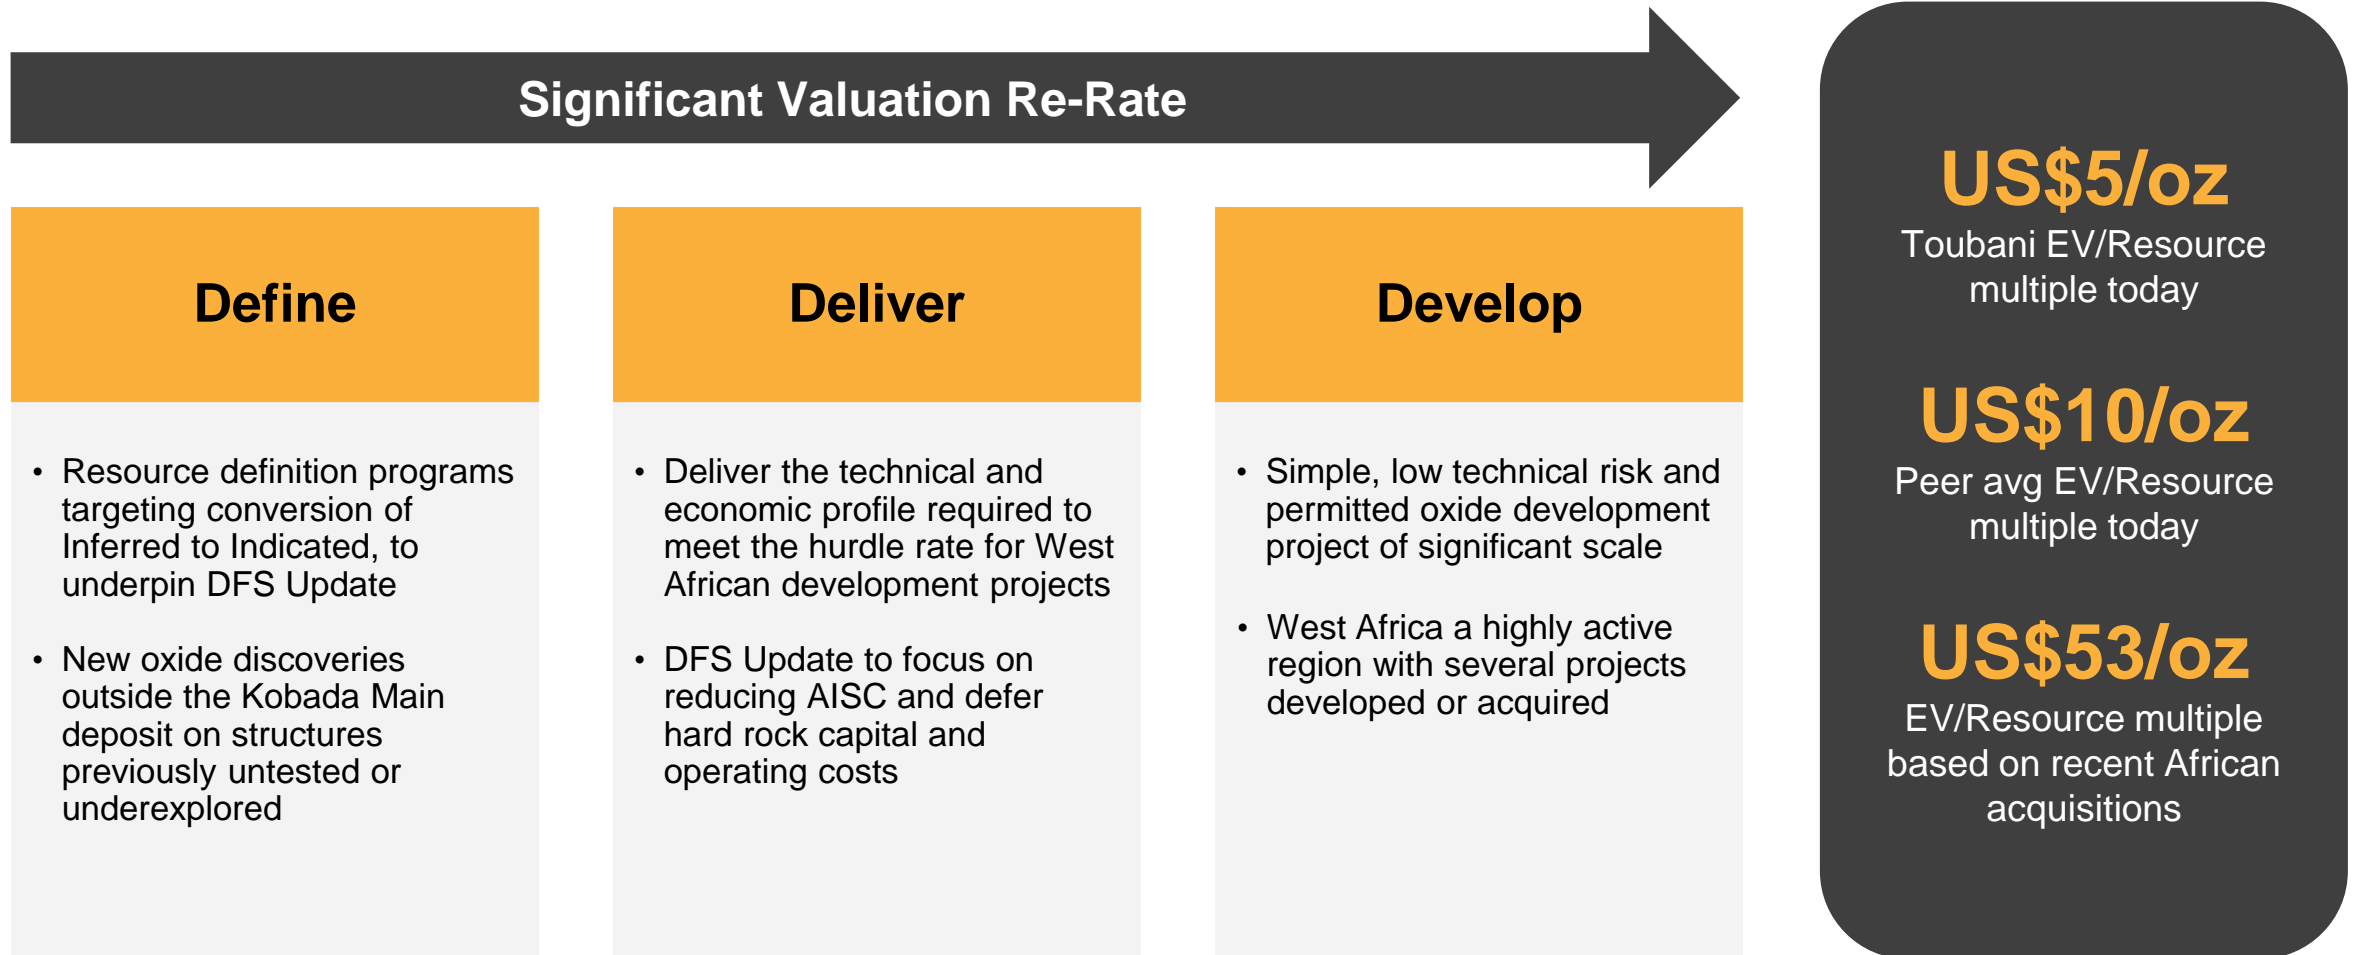 Significant Valuation Re-Rate
Define
• Resource definition programs
targeting conversion of
Inferred to Indicated, to
underpin DFS Update
• New oxide discoveries
outside the Kobada Main
deposit on structures
previously untested or
underexplored
Deliver
• Deliver the technical and
economic profile required to
meet the hurdle rate for West
African development projects
• DFS Update to focus on
reducing AISC and defer
hard rock capital and
operating costs
Develop
• Simple, low technical risk and
permitted oxide development
project of significant scale
• West Africa a highly active
region with several projects
developed or acquired
US$5/oz
Toubani EV/Resource
multiple today
US$10/oz
Peer avg EV/Resource
multiple today
US$53/oz
EV/Resource multiple
based on recent African
acquisitions